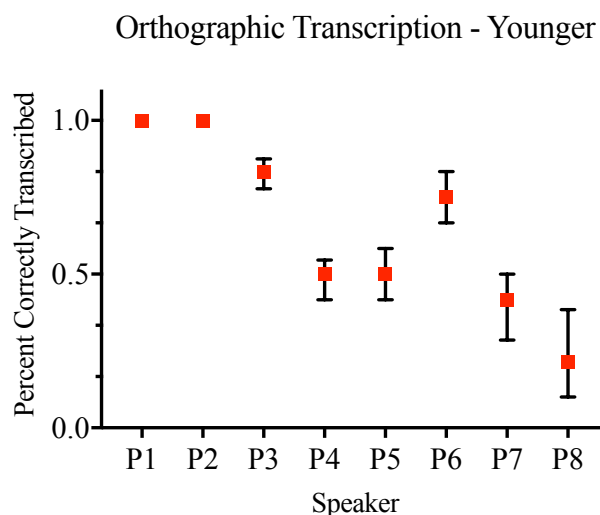 Orthographic Transcription - Younger
Percent Correctly Transcribed
1.0
0.5
0.0
P1 P2 P3 P4 P5 P6 P7 P8
Speaker